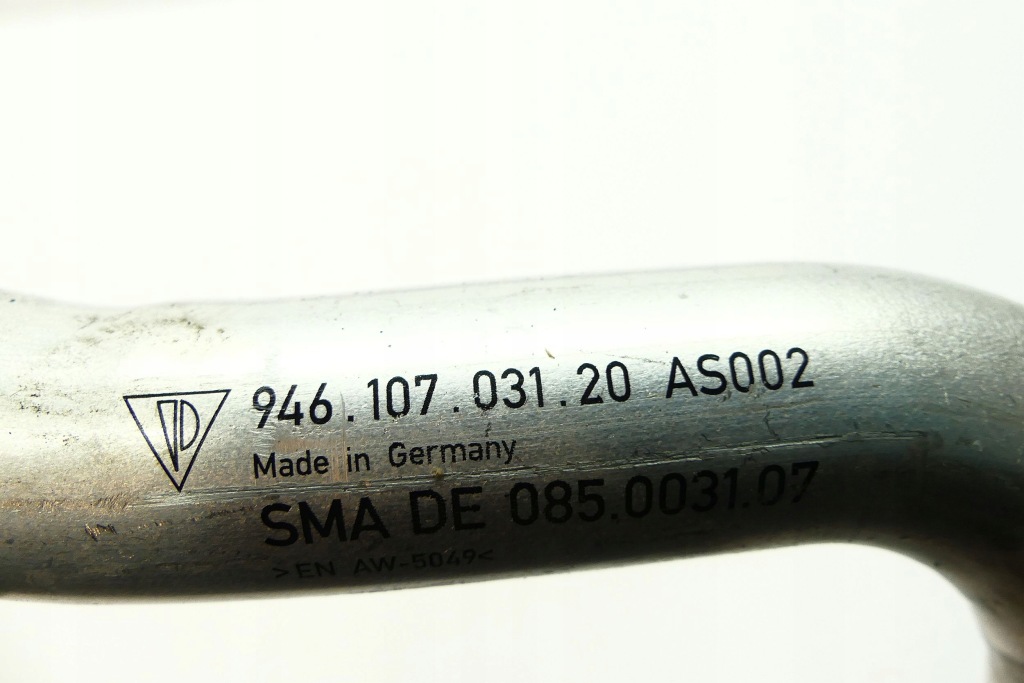 946.107.031.20 AS002
Made in Germany
SMA DE 085.0031.07
>EN AW-5049<